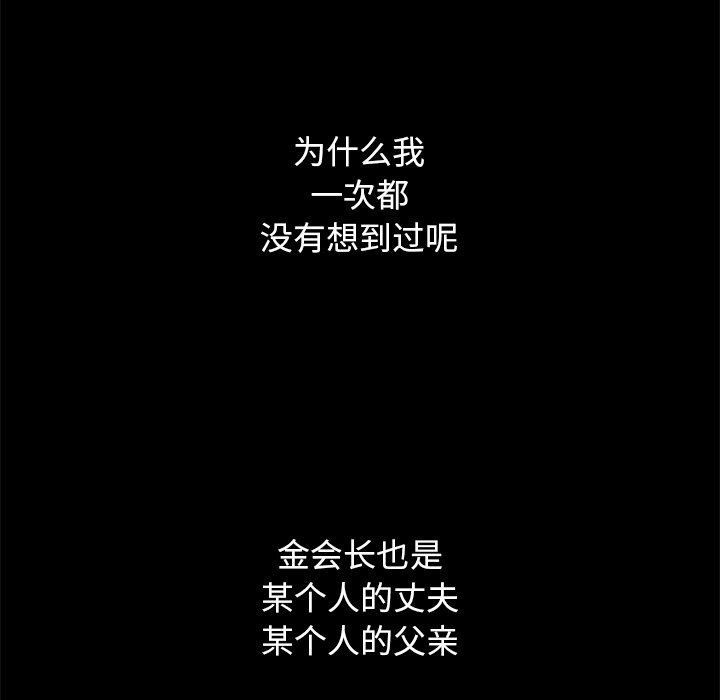 为什么我
一次都
没有想到过呢
金会长也是
某个人的丈夫
某个人的父亲